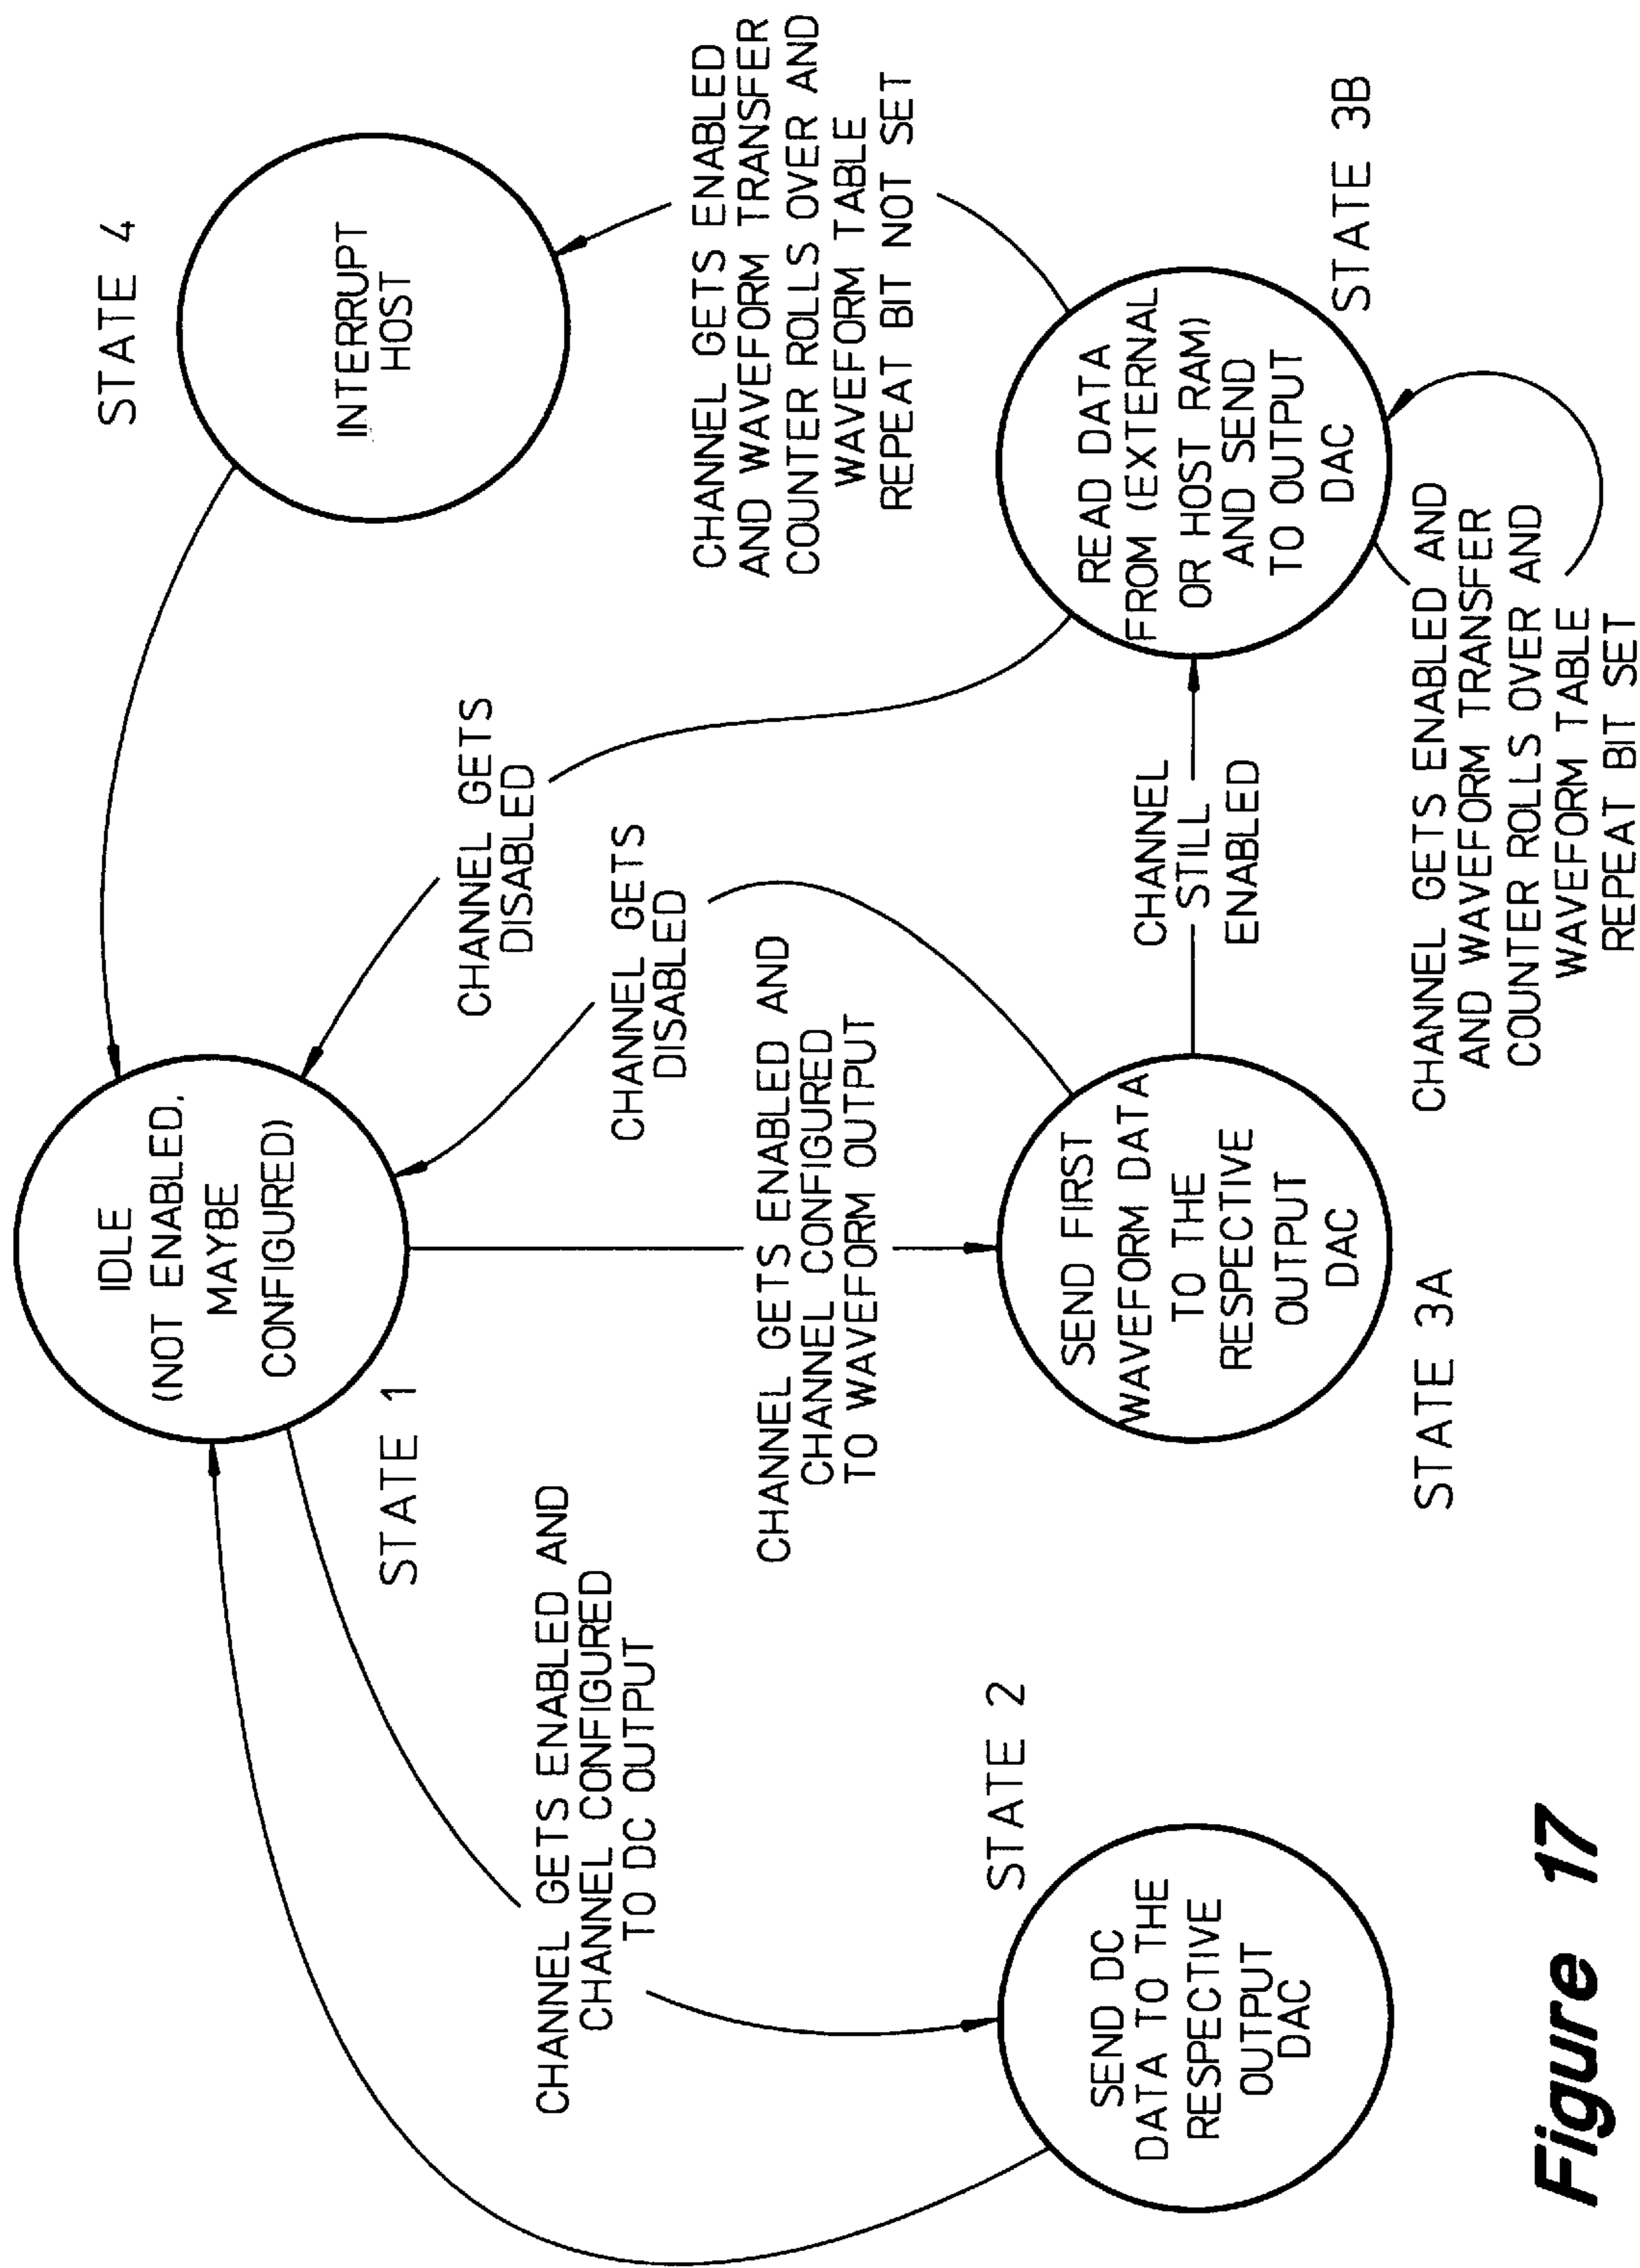 IDLE
(NOT ENABLED,
MAYBE
CONFIGURED)
STATE 1
STATE 4
INTERRUPT
HOST
CHANNEL GETS ENABLED AND
CHANNEL CONFIGURED
TO DC OUTPUT
CHANNEL GETS
DISABLED
CHANNEL GETS
DISABLED
CHANNEL GETS ENABLED AND
CHANNEL CONFIGURED
TO WAVEFORM OUTPUT
CHANNEL GETS ENABLED
AND WAVEFORM TRANSFER
COUNTER ROLLS OVER AND
WAVEFORM TABLE
REPEAT BIT NOT SET
STATE 2
SEND DC
DATA TO THE
RESPECTIVE
OUTPUT
DAC
SEND FIRST
WAVEFORM DATA
TO THE
RESPECTIVE
OUTPUT
DAC
STATE 3A
CHANNEL
STILL
ENABLED
READ DATA
FROM (EXTERNAL
OR HOST RAM)
AND SEND
TO OUTPUT
DAC
STATE 3B
CHANNEL GETS ENABLED AND
AND WAVEFORM TRANSFER
COUNTER ROLLS OVER AND
WAVEFORM TABLE
REPEAT BIT SET
Figure 17